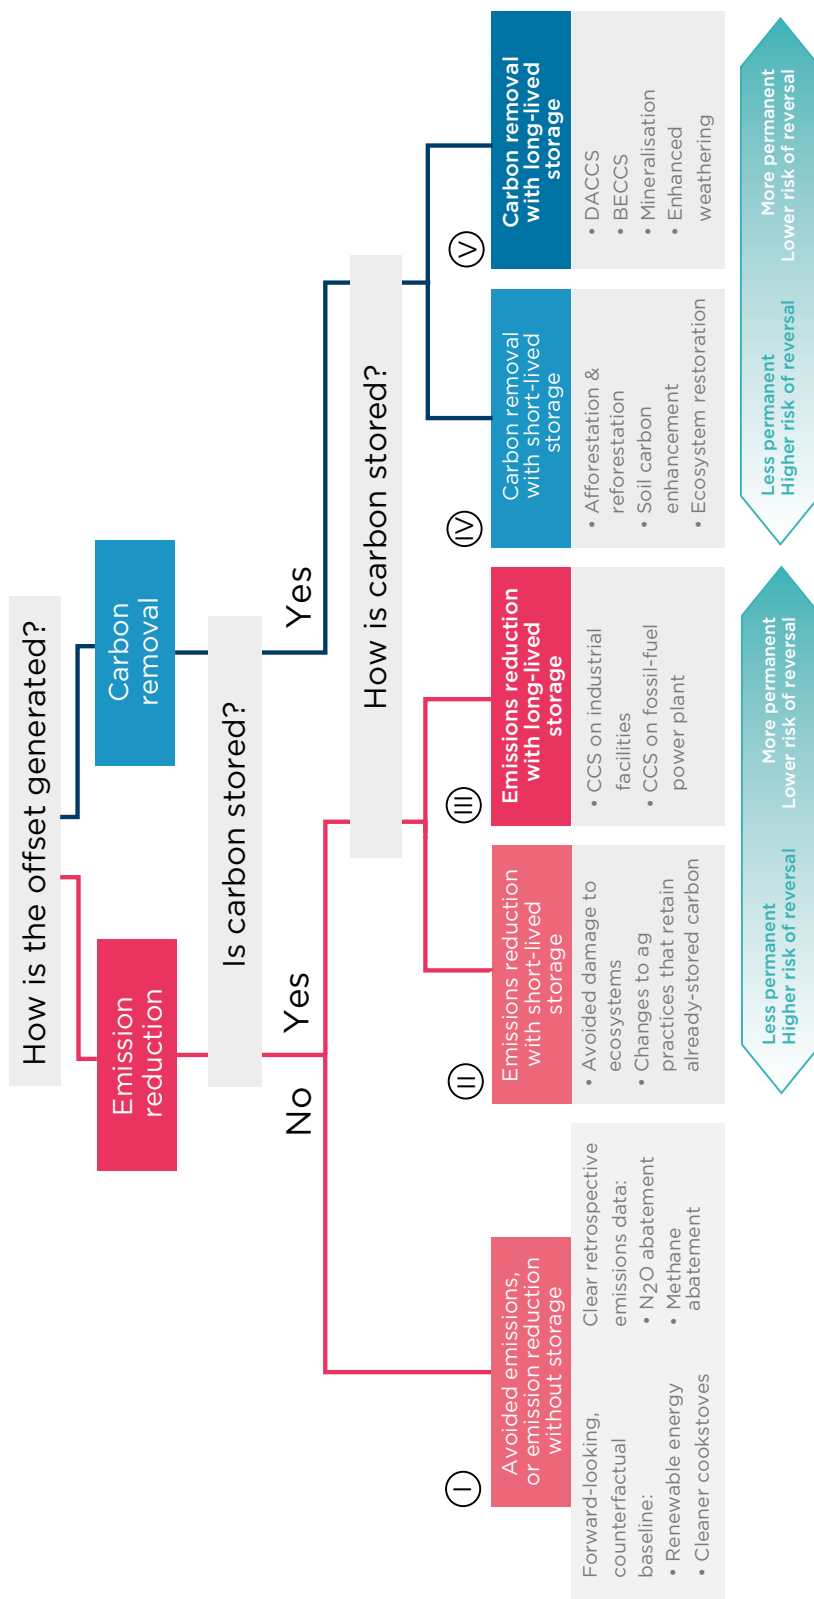 How is the offset generated?
Emission
reduction
Carbon
removal
Is carbon stored?
No
Yes
Yes
How is carbon stored?
I
Avoided emissions,
or emission reduction
without storage
Forward-looking,
counterfactual
baseline:
• Renewable energy
• Cleaner cookstoves
Clear retrospective
emissions data:
• N2O abatement
• Methane
abatement
II
Emissions reduction
with short-lived
storage
• Avoided damage to
ecosystems
• Changes to ag
practices that retain
already-stored carbon
III
Emissions reduction
with long-lived
storage
• CCS on industrial
facilities
• CCS on fossil-fuel
power plant
IV
Carbon removal
with short-lived
storage
• Afforestation &
reforestation
• Soil carbon
enhancement
• Ecosystem restoration
V
Carbon removal
with long-lived
storage
• DACCS
• BECCS
• Mineralisation
• Enhanced
weathering
Less permanent
Higher risk of reversal
More permanent
Lower risk of reversal
Less permanent
Higher risk of reversal
More permanent
Lower risk of reversal